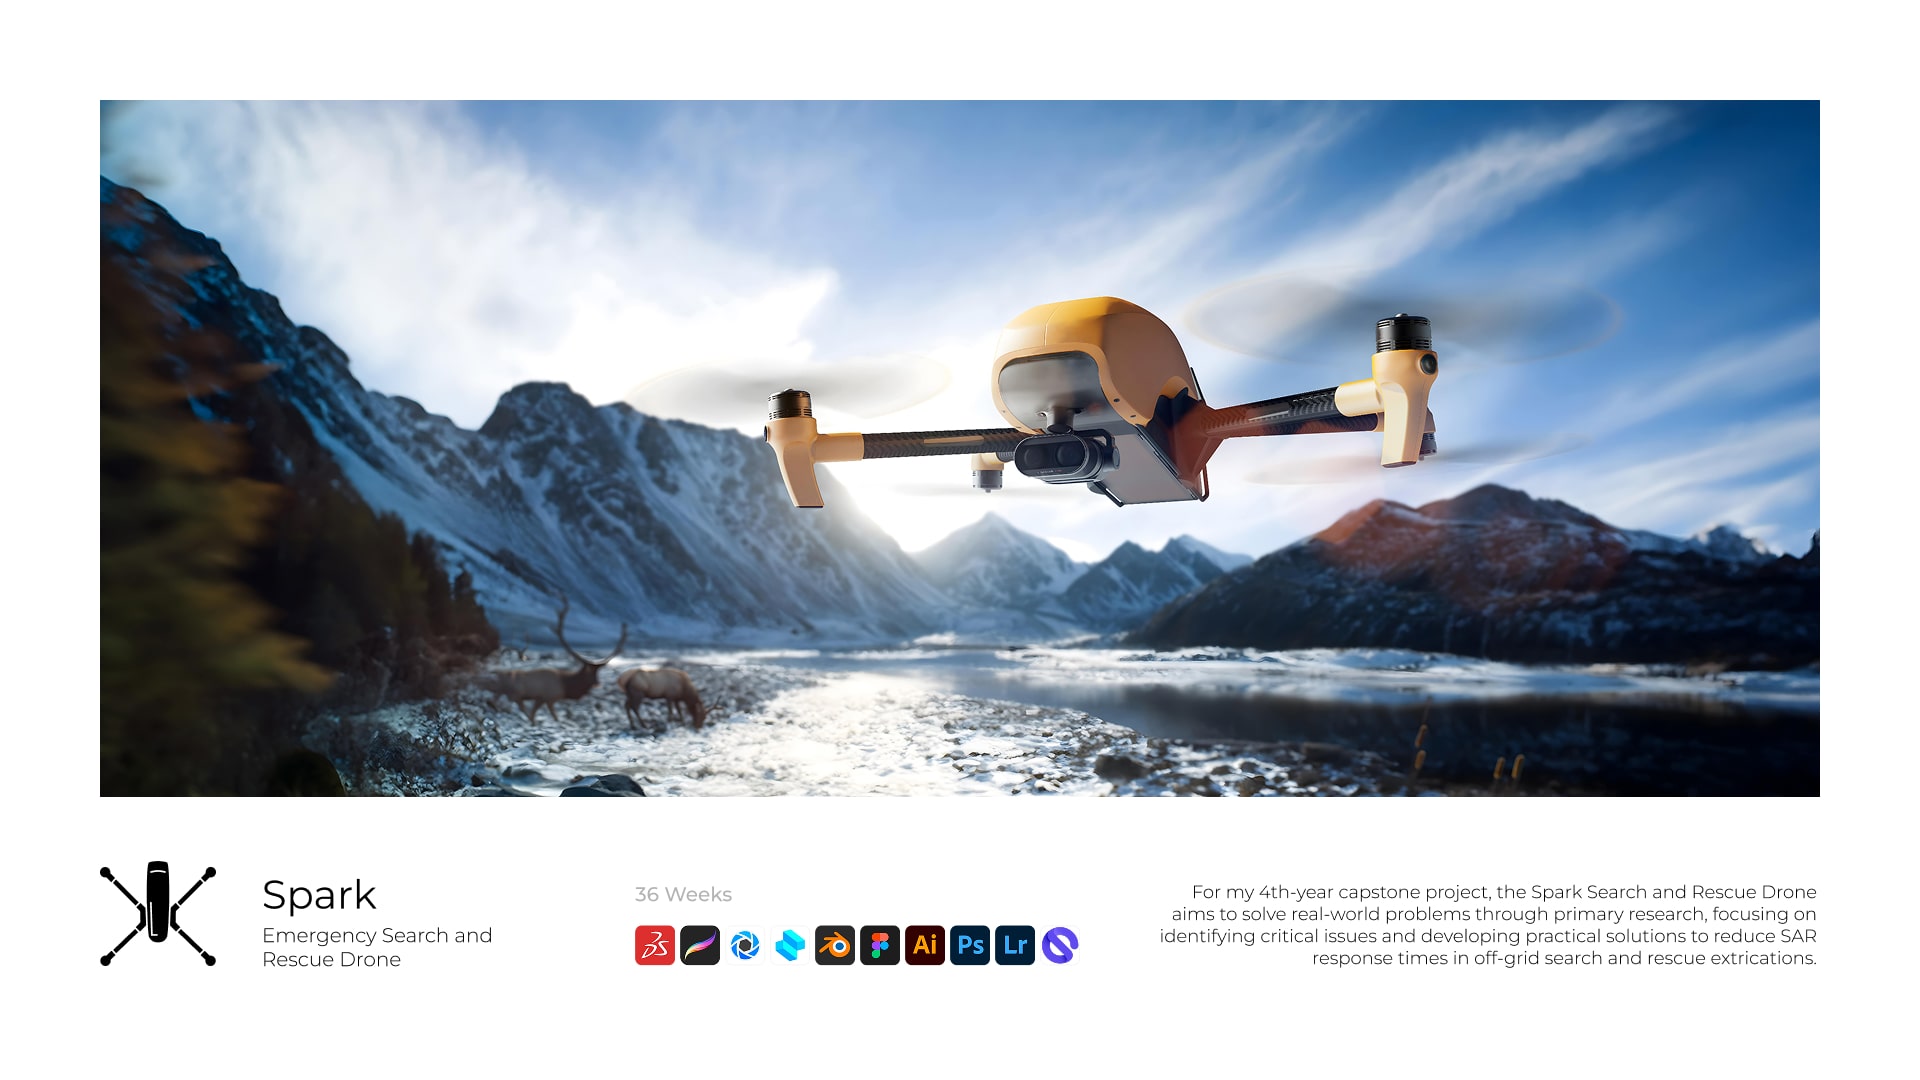 Spark
Emergency Search and
Rescue Drone
36 Weeks
Ai
Ps
Lr
For my 4th-year capstone project, the Spark Search and Rescue Drone
aims to solve real-world problems through primary research, focusing on
identifying critical issues and developing practical solutions to reduce SAR
response times in off-grid search and rescue extrications.